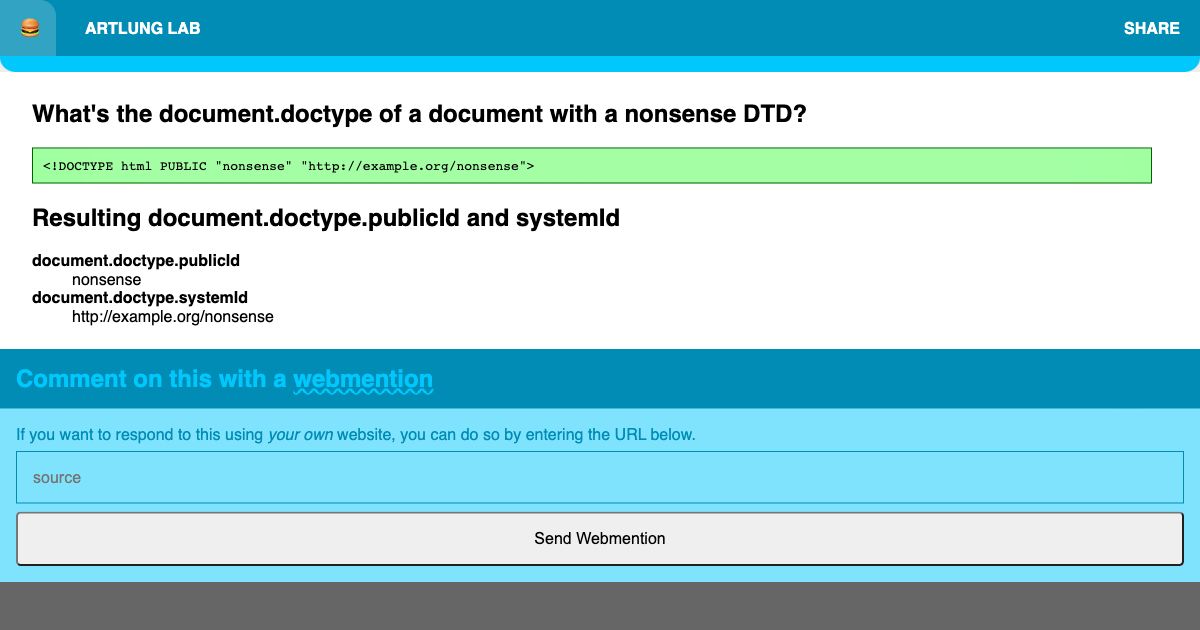 ARTLUNG LAB
SHARE
What's the document.doctype of a document with a nonsense DTD?
<!DOCTYPE html PUBLIC "nonsense" "http://example.org/nonsense">
Resulting document.doctype.publicId and systemId
document.doctype.publicId
nonsense
document.doctype.systemId
http://example.org/nonsense
Comment on this with a webmention
If you want to respond to this using your own website, you can do so by entering the URL below.
source
Send Webmention